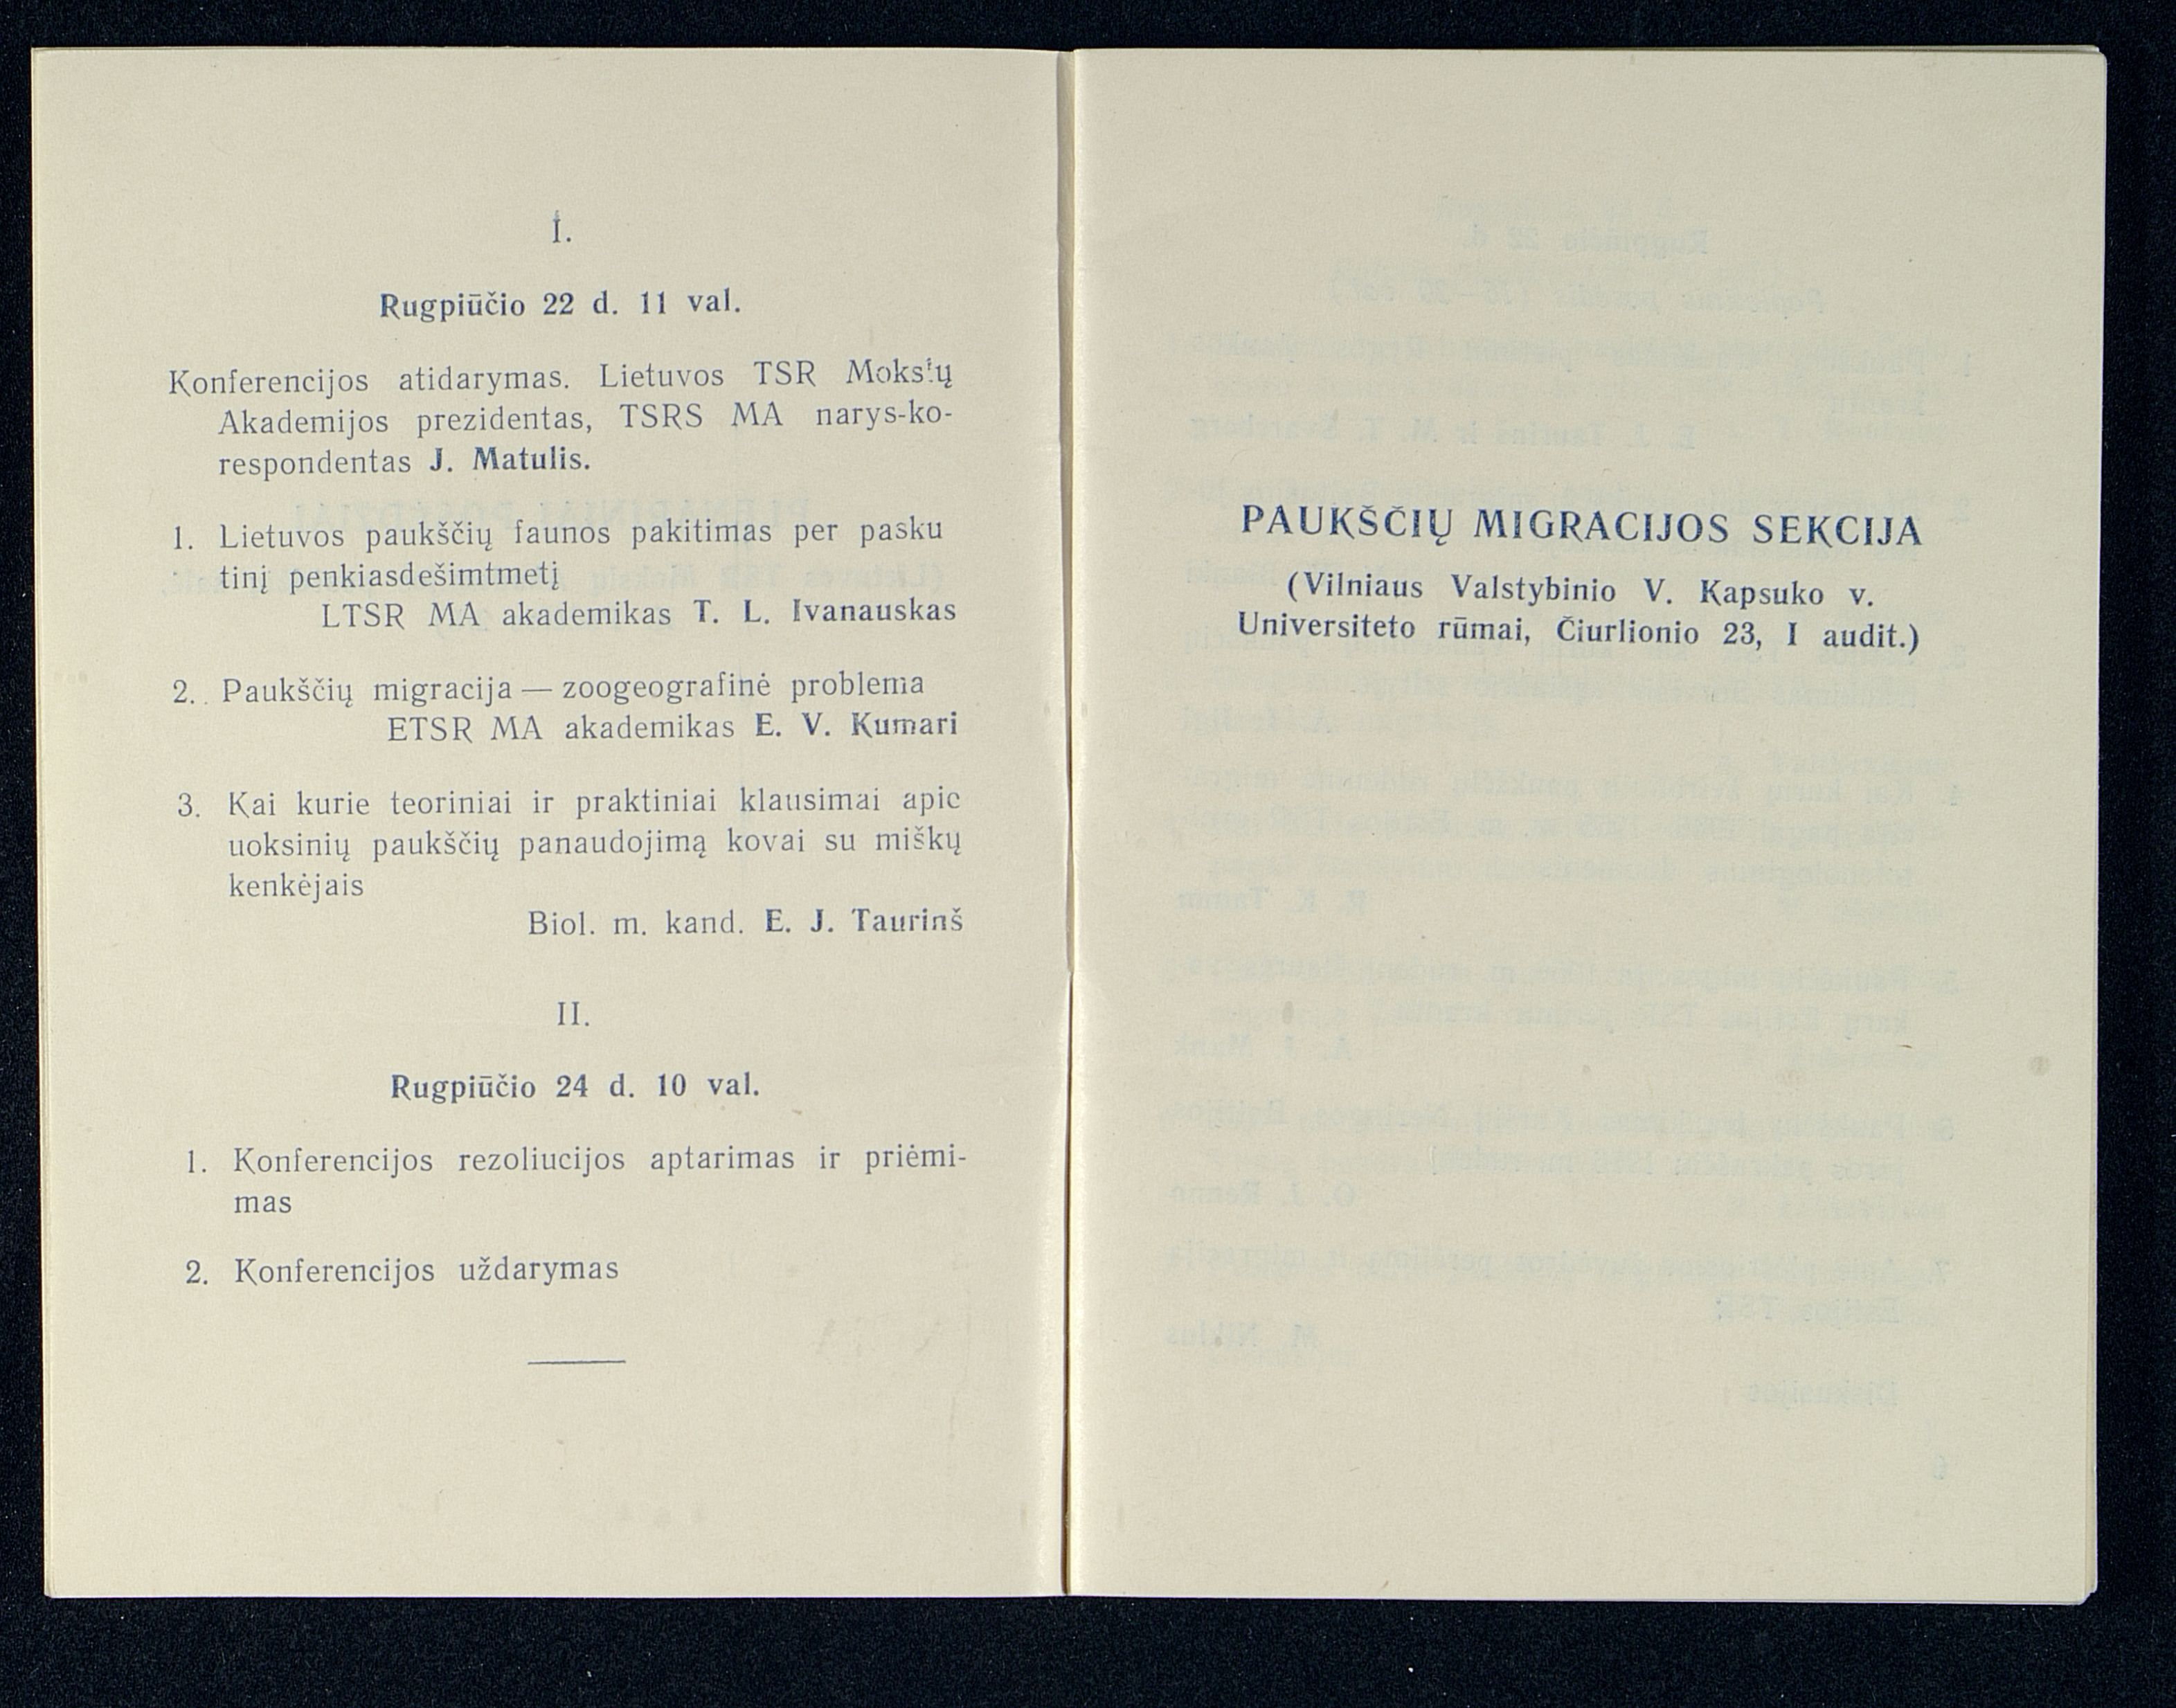 I.
Rugpiūčio 22 d. 11 val.
Konferencijos atidarymas. Lietuvos TSR Mokslų
Akademijos prezidentas, TSRS MA narys-ko-
respondentas J. Matulis.
1. Lietuvos paukščių faunos pakitimas per pasku
tinį penkiasdešimtmetį
LTSR MA akademikas T. L. Ivanauskas
2. Paukščių migracija — zoogeografinė problema
ETSR MA akademikas E. V. Kumari
3. Kai kurie teoriniai ir praktiniai klausimai apie
uoksinių paukščių panaudojimą kovai su miškų
kenkėjais
Biol. m. kand. E. J. Taurinš
II.
Rugpiūčio 24 d. 10 val.
1. Konferencijos rezoliucijos aptarimas ir priėmi-
mas
2. Konferencijos uždarymas
PAUKŠČIŲ MIGRACIJOS SEKCIJA
(Vilniaus Valstybinio V. Kapsuko v.
Universiteto rūmai, Čiurlionio 23, I audit.)